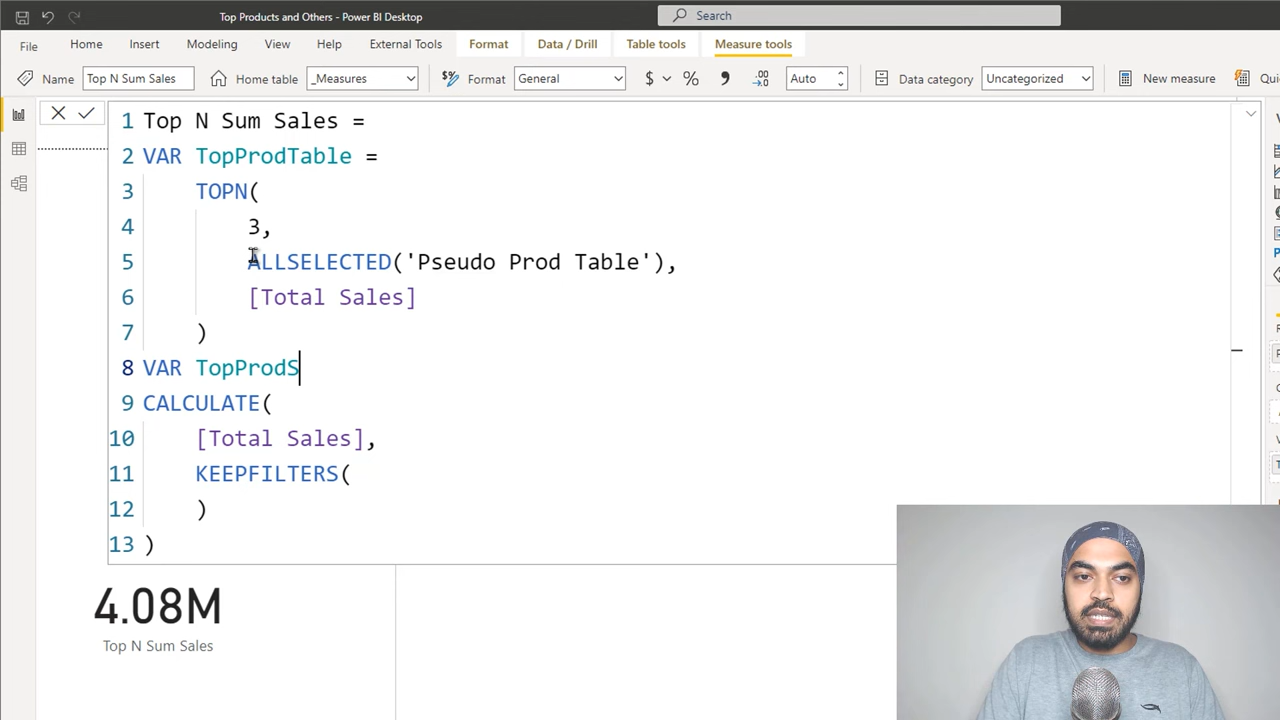 Top Products and Others - Power BI Desktop
Search
File Home Insert Modeling View Help External Tools Format Data / Drill Table tools Measure tools
Name Top N Sum Sales Home table _Measures Format General $ % , .00 Auto Data category Uncategorized New measure
1 Top N Sum Sales =
2 VAR TopProdTable =
3 TOPN(
4 3,
5 ALLSELECTED('Pseudo Prod Table'),
6 [Total Sales]
7 )
8 VAR TopProdS
9 CALCULATE(
10 [Total Sales],
11 KEEPFILTERS(
12 )
13 )
4.08M
Top N Sum Sales